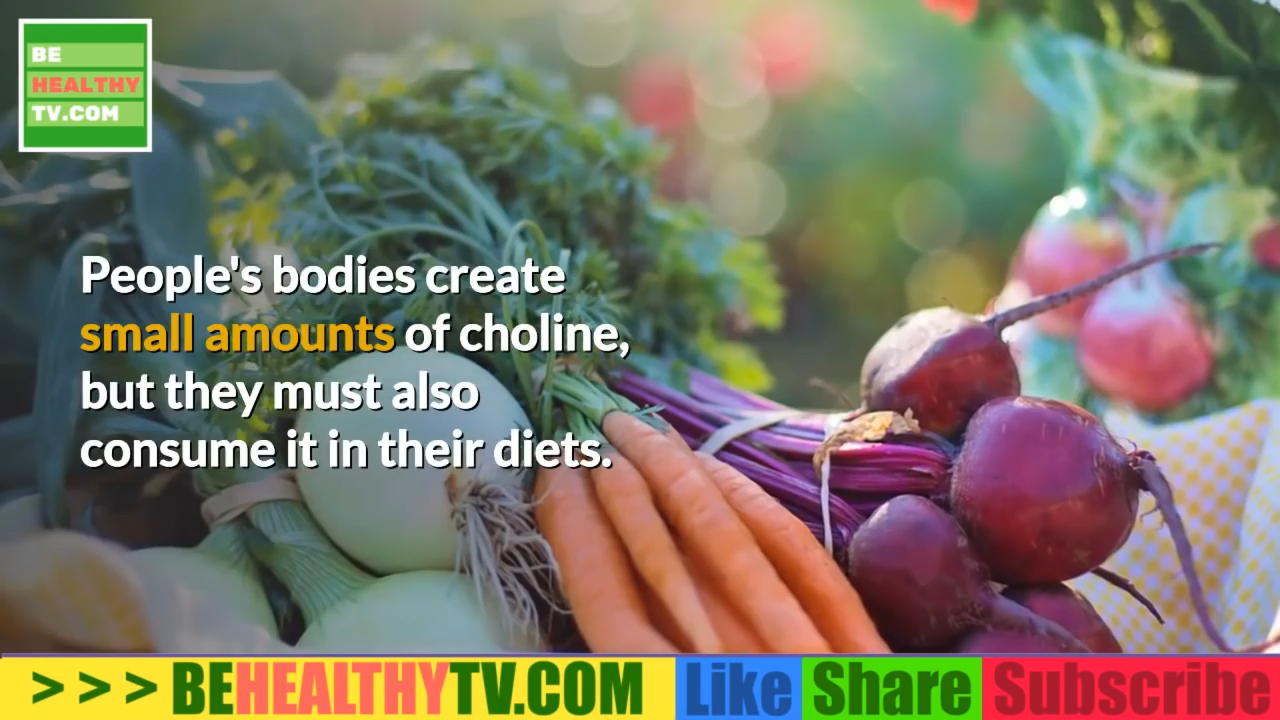 BE
HEALTHY
TV.COM
People's bodies create
small amounts of choline,
but they must also
consume it in their diets.
> > > BEHEALTHYTV.COM Like Share Subscribe